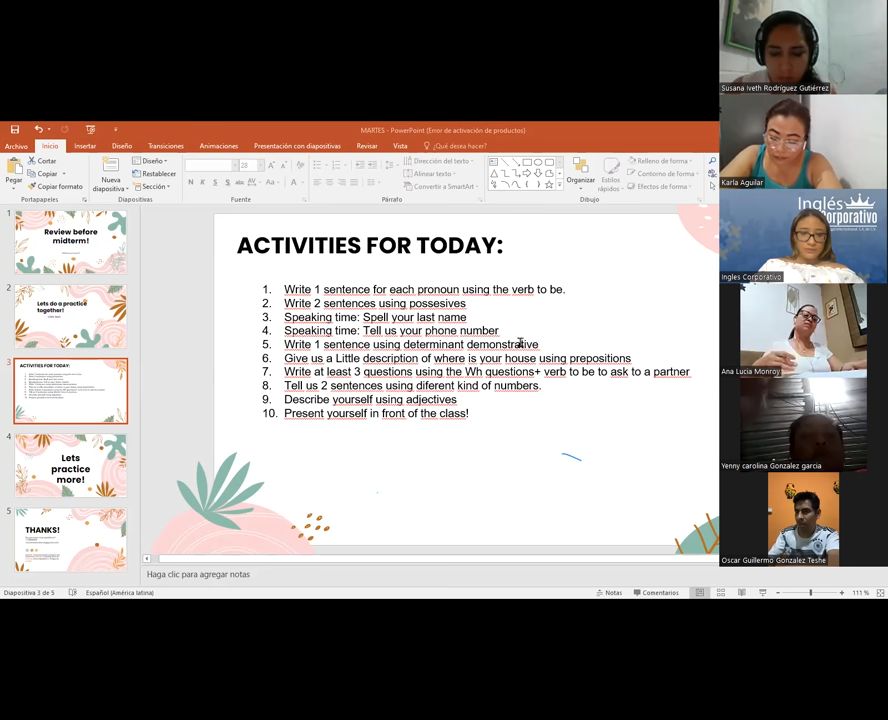 MARTES - PowerPoint (Error de activación de productos)
Archivo Inicio Insertar Diseño Transiciones Animaciones Presentación con diapositivas Revisar Vista ¿Qué desea hacer?
Pegar
Cortar
Copiar
Copiar formato
Portapapeles
Nueva diapositiva
Diseño
Restablecer
Sección
Diapositivas
28
N K S
Aa
A
Fuente
Dirección del texto
Alinear texto
Convertir a SmartArt
Párrafo
Organizar
Estilos rápidos
Relleno de forma
Contorno de forma
Efectos de forma
Dibujo
1
Review before
midterm!
2
Lets do a practice
together!
3
ACTIVITIES FOR TODAY:
4
Lets
practice
more!
5
THANKS!
ACTIVITIES FOR TODAY:
1. Write 1 sentence for each pronoun using the verb to be.
2. Write 2 sentences using possesives
3. Speaking time: Spell your last name
4. Speaking time: Tell us your phone number
5. Write 1 sentence using determinant demonstrative
6. Give us a Little description of where is your house using prepositions
7. Write at least 3 questions using the Wh questions+ verb to be to ask to a partner
8. Tell us 2 sentences using diferent kind of numbers.
9. Describe yourself using adjectives
10. Present yourself in front of the class!
Haga clic para agregar notas
Diapositiva 3 de 5 Español (América latina) Notas Comentarios 111 %
Susana Iveth Rodríguez Gutiérrez
Karla Aguilar
Inglés
Corporativo
Ingles Corporativo
Ana Lucia Monroy
Yenny carolina Gonzalez garcia
Oscar Guillermo Gonzalez Teshe